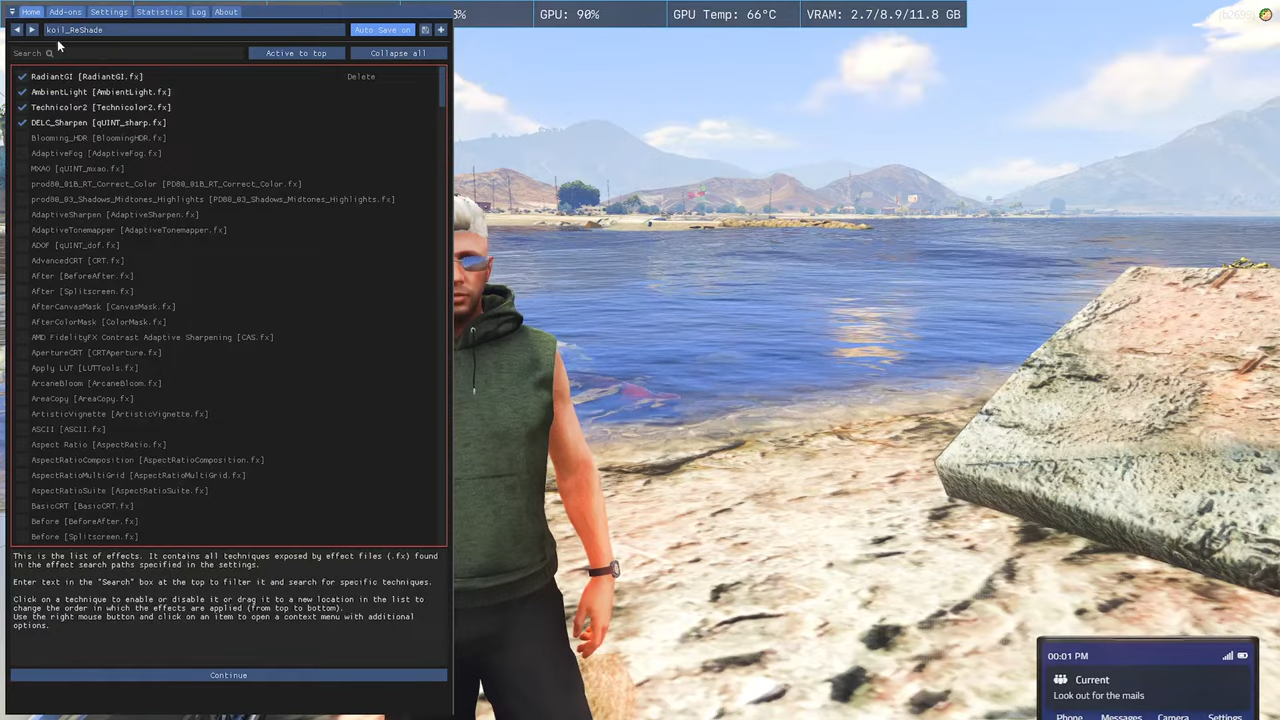 Home Add-ons Settings Statistics Log About
8% GPU: 90% GPU Temp: 66°C VRAM: 2.7/8.9/11.8 GB
koil_ReShade Auto Save on
Search Active to top Collapse all
RadiantGI [RadiantGI.fx] Delete
AmbientLight [AmbientLight.fx]
Technicolor2 [Technicolor2.fx]
DELC_Sharpen [qUINT_sharp.fx]
Blooming_HDR [BloomingHDR.fx]
AdaptiveFog [AdaptiveFog.fx]
MXAO [qUINT_mxao.fx]
prod80_01B_RT_Correct_Color [PD80_01B_RT_Correct_Color.fx]
prod80_03_Shadows_Midtones_Highlights [PD80_03_Shadows_Midtones_Highlights.fx]
AdaptiveSharpen [AdaptiveSharpen.fx]
AdaptiveTonemapper [AdaptiveTonemapper.fx]
ADOF [qUINT_dof.fx]
AdvancedCRT [CRT.fx]
After [BeforeAfter.fx]
After [Splitscreen.fx]
AfterCanvasMask [CanvasMask.fx]
AfterColorMask [ColorMask.fx]
AMD FidelityFX Contrast Adaptive Sharpening [CAS.fx]
ApertureCRT [CRTAperture.fx]
Apply LUT [LUTTools.fx]
ArcaneBloom [ArcaneBloom.fx]
AreaCopy [AreaCopy.fx]
ArtisticVignette [ArtisticVignette.fx]
ASCII [ASCII.fx]
Aspect Ratio [AspectRatio.fx]
AspectRatioComposition [AspectRatioComposition.fx]
AspectRatioMultiGrid [AspectRatioMultiGrid.fx]
AspectRatioSuite [AspectRatioSuite.fx]
BasicCRT [BasicCRT.fx]
Before [BeforeAfter.fx]
Before [Splitscreen.fx]
This is the list of effects. It contains all techniques exposed by effect files (.fx) found
in the effect search paths specified in the settings.
Enter text in the "Search" box at the top to filter it and search for specific techniques.
Click on a technique to enable or disable it or drag it to a new location in the list to
change the order in which the effects are applied (from top to bottom).
Use the right mouse button and click on an item to open a context menu with additional
options.
Continue
00:01 PM
Current
Look out for the mails
Phone Messages Camera Settings